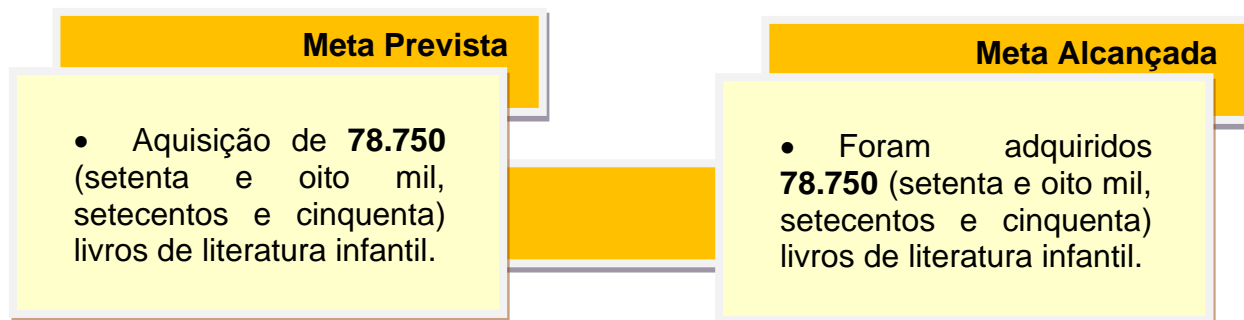 Meta Prevista
• Aquisição de 78.750
(setenta e oito mil,
setecentos e cinquenta)
livros de literatura infantil.
Meta Alcançada
• Foram adquiridos
78.750 (setenta e oito mil,
setecentos e cinquenta)
livros de literatura infantil.